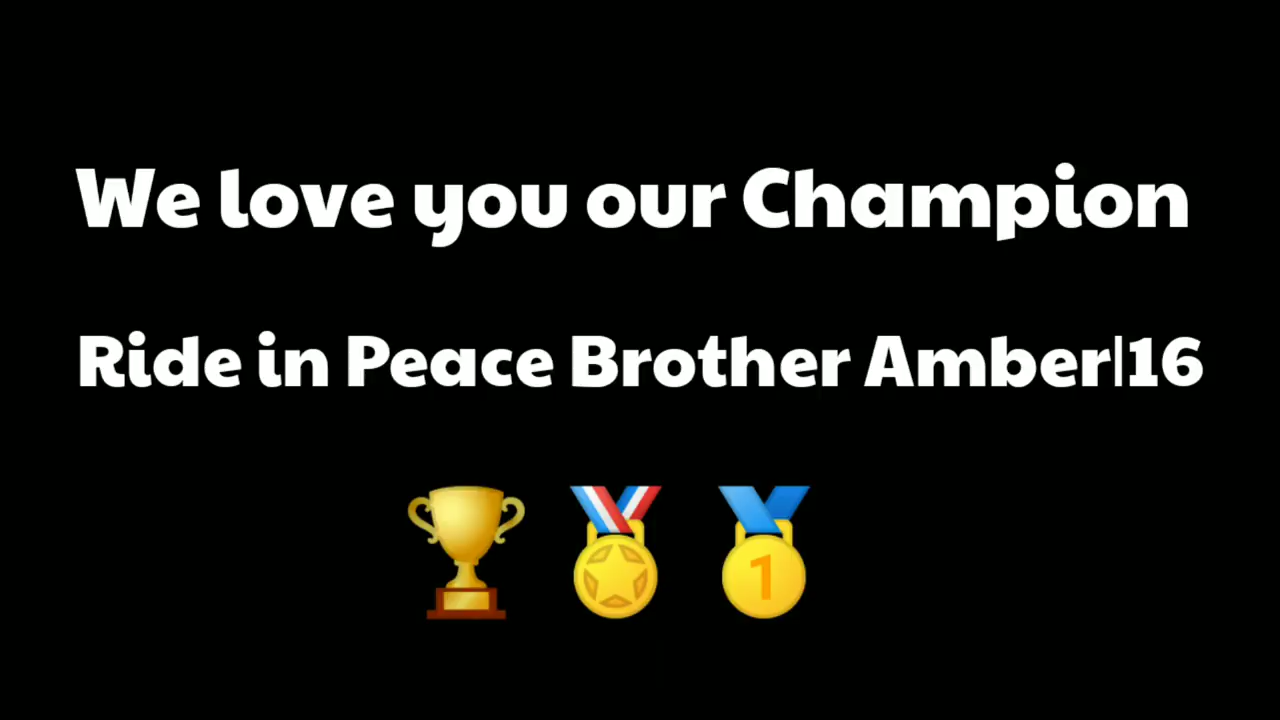 We love you our Champion
Ride in Peace Brother Amber|16
🏆 🏅 🥇